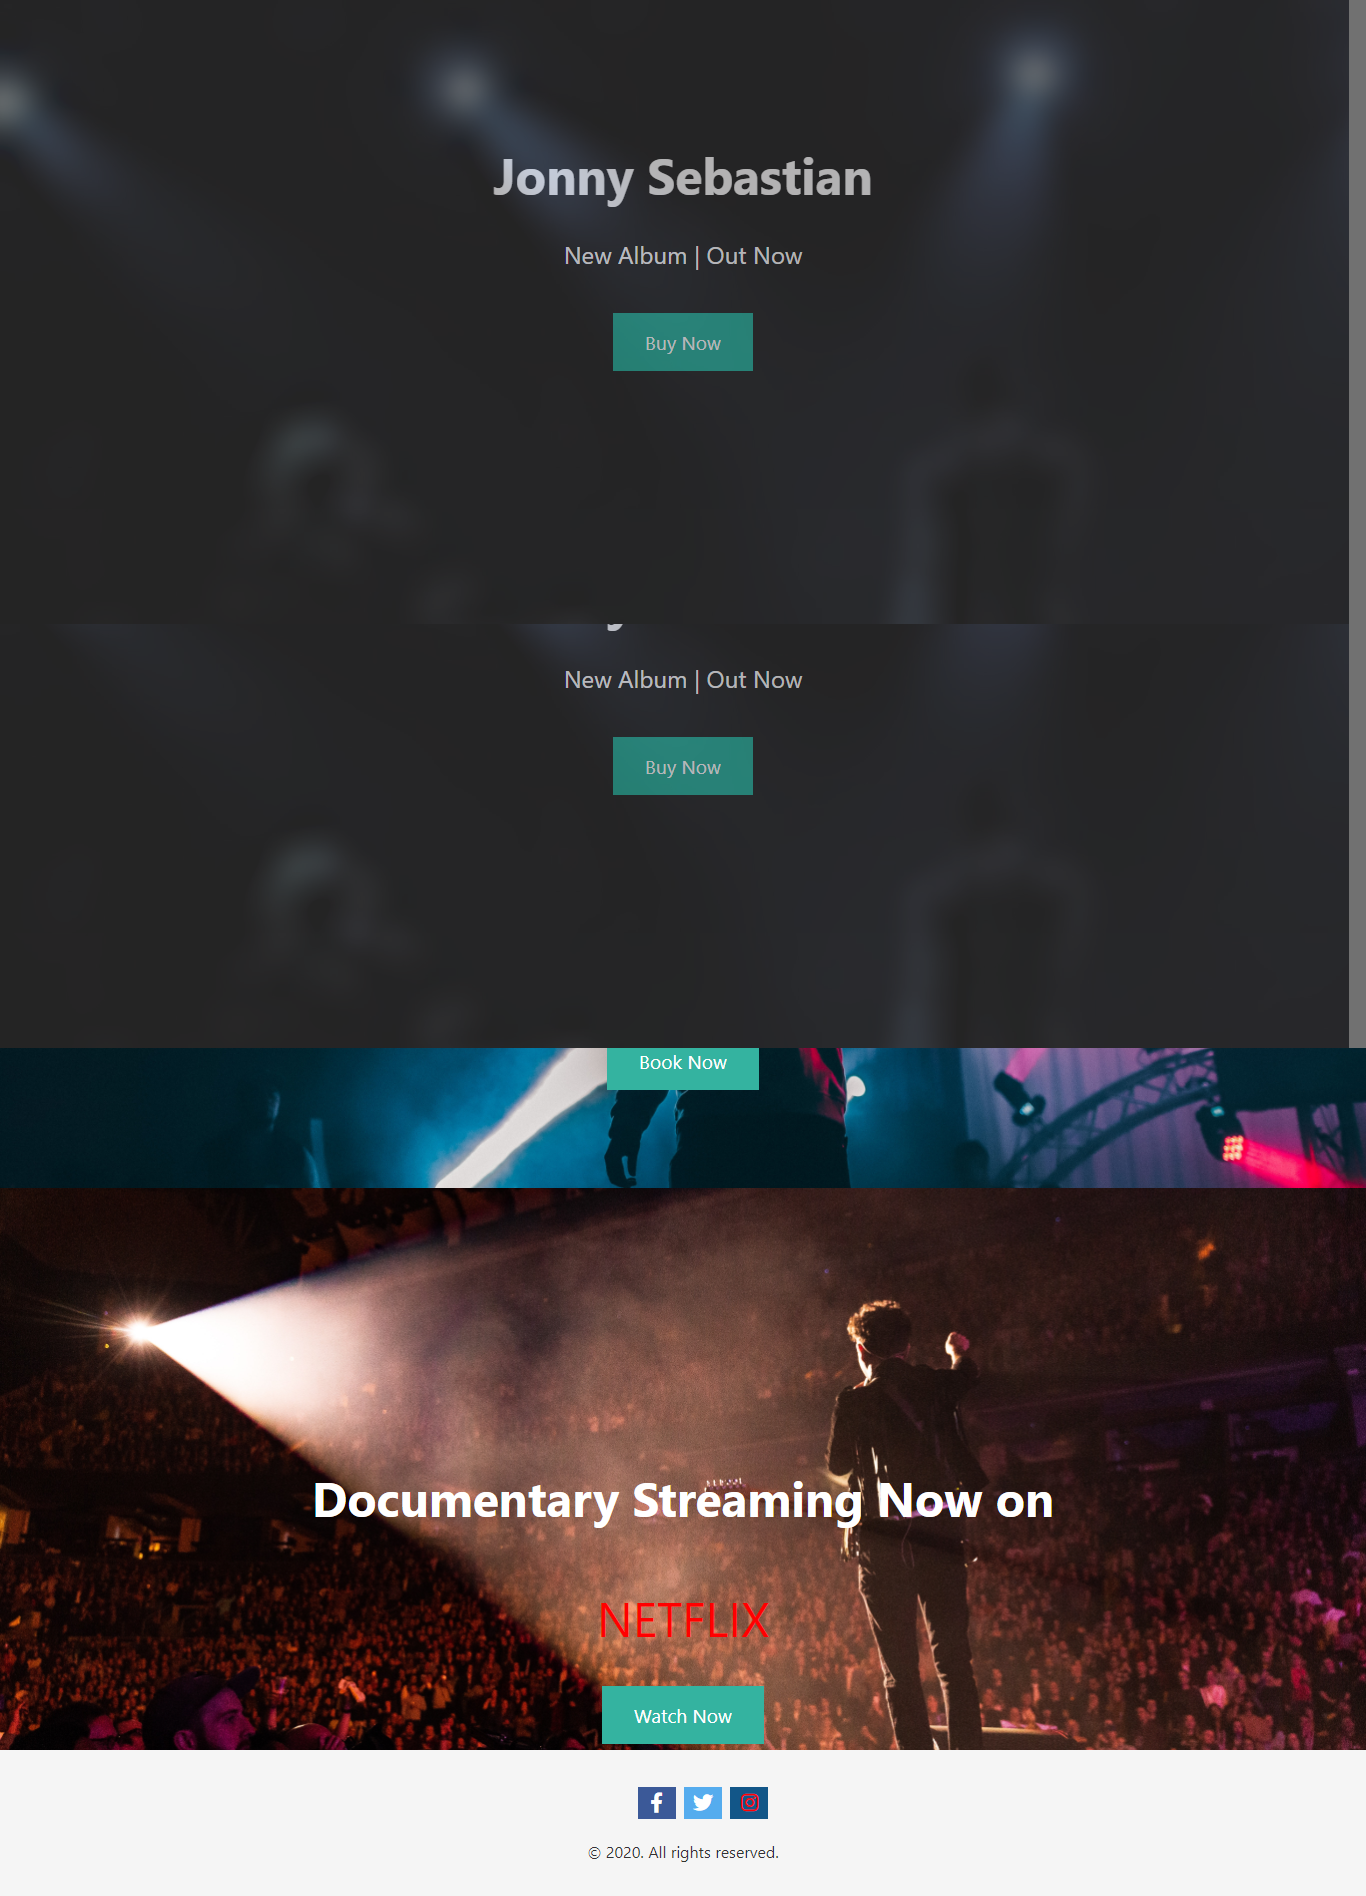 Jonny Sebastian
New Album | Out Now
Buy Now
New Album | Out Now
Buy Now
Book Now
Documentary Streaming Now on
NETFLIX
Watch Now
© 2020. All rights reserved.